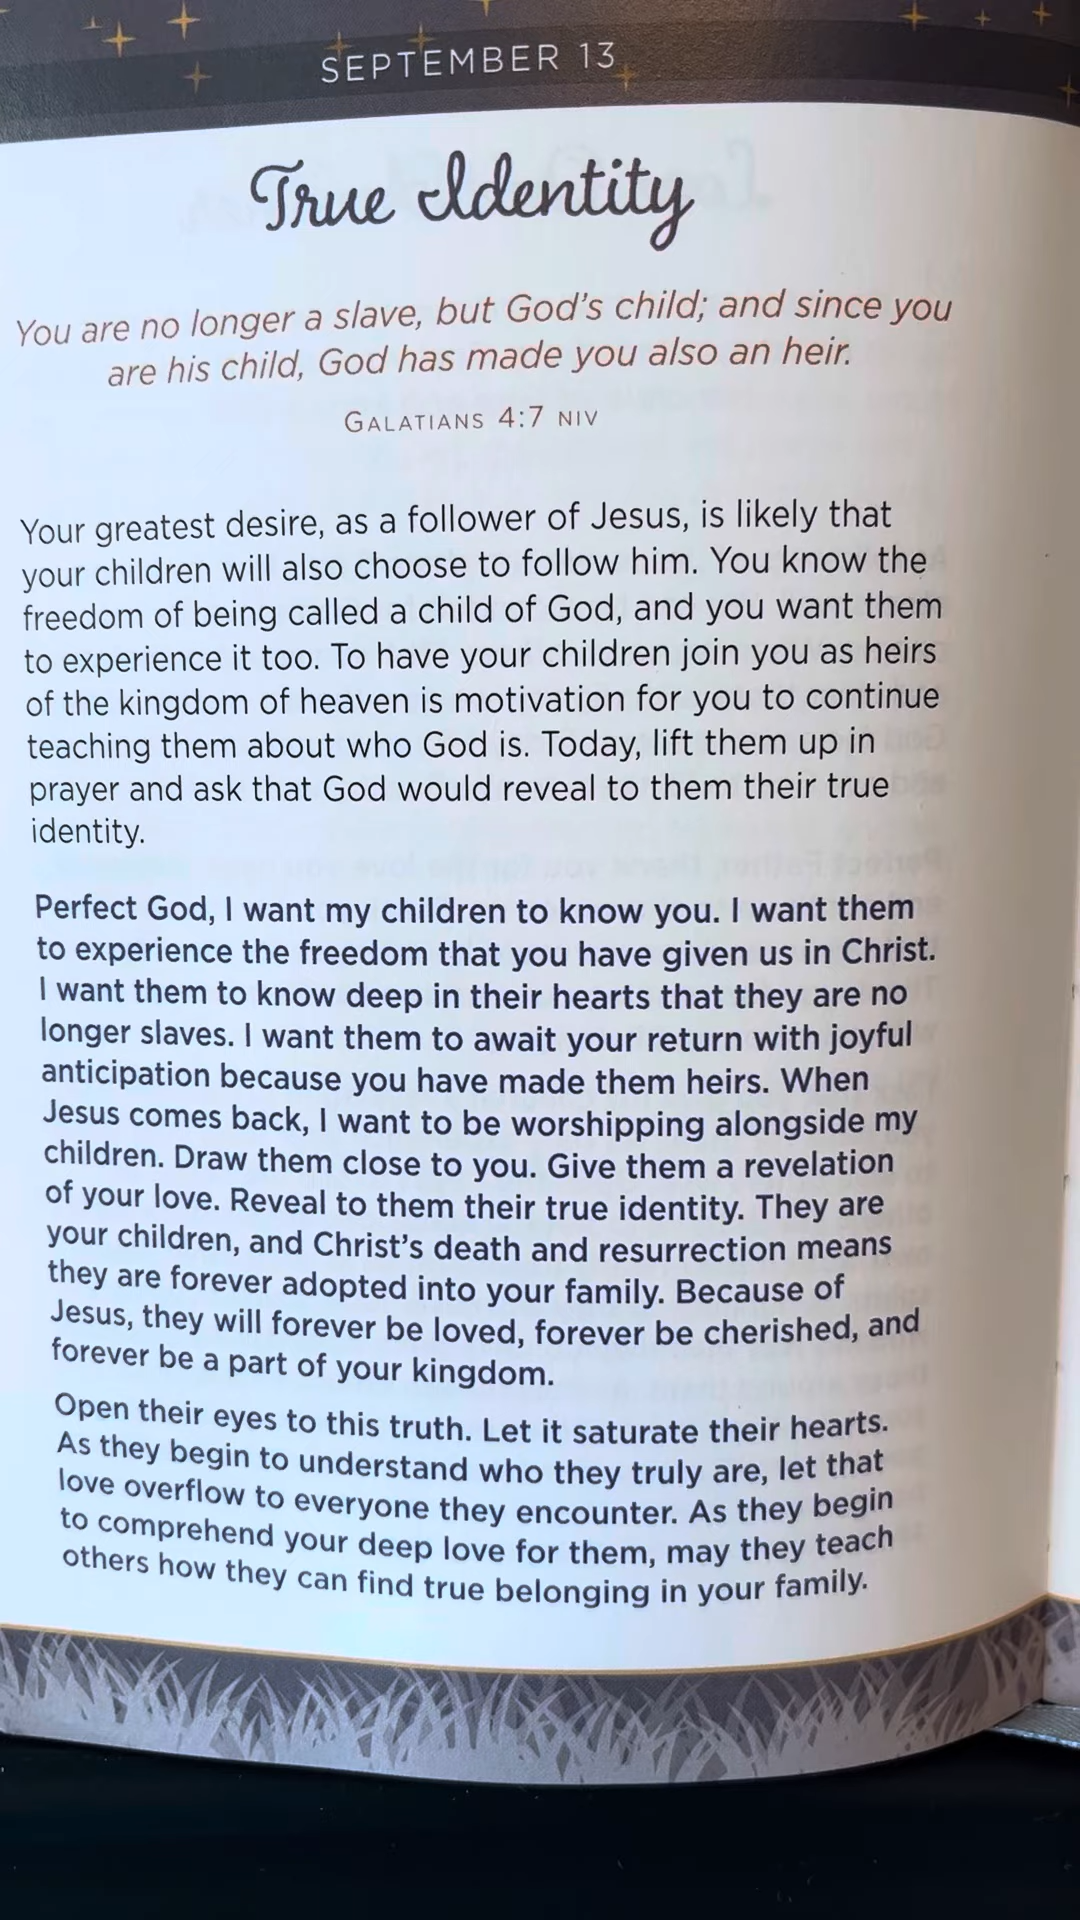 SEPTEMBER 13
True Identity
You are no longer a slave, but God's child; and since you
are his child, God has made you also an heir.
GALATIANS 4:7 NIV
Your greatest desire, as a follower of Jesus, is likely that
your children will also choose to follow him. You know the
freedom of being called a child of God, and you want them
to experience it too. To have your children join you as heirs
of the kingdom of heaven is motivation for you to continue
teaching them about who God is. Today, lift them up in
prayer and ask that God would reveal to them their true
identity.
Perfect God, I want my children to know you. I want them
to experience the freedom that you have given us in Christ.
I want them to know deep in their hearts that they are no
longer slaves. I want them to await your return with joyful
anticipation because you have made them heirs. When
Jesus comes back, I want to be worshipping alongside my
children. Draw them close to you. Give them a revelation
of your love. Reveal to them their true identity. They are
your children, and Christ's death and resurrection means
they are forever adopted into your family. Because of
Jesus, they will forever be loved, forever be cherished, and
forever be a part of your kingdom.
Open their eyes to this truth. Let it saturate their hearts.
As they begin to understand who they truly are, let that
love overflow to everyone they encounter. As they begin
to comprehend your deep love for them, may they teach
others how they can find true belonging in your family.